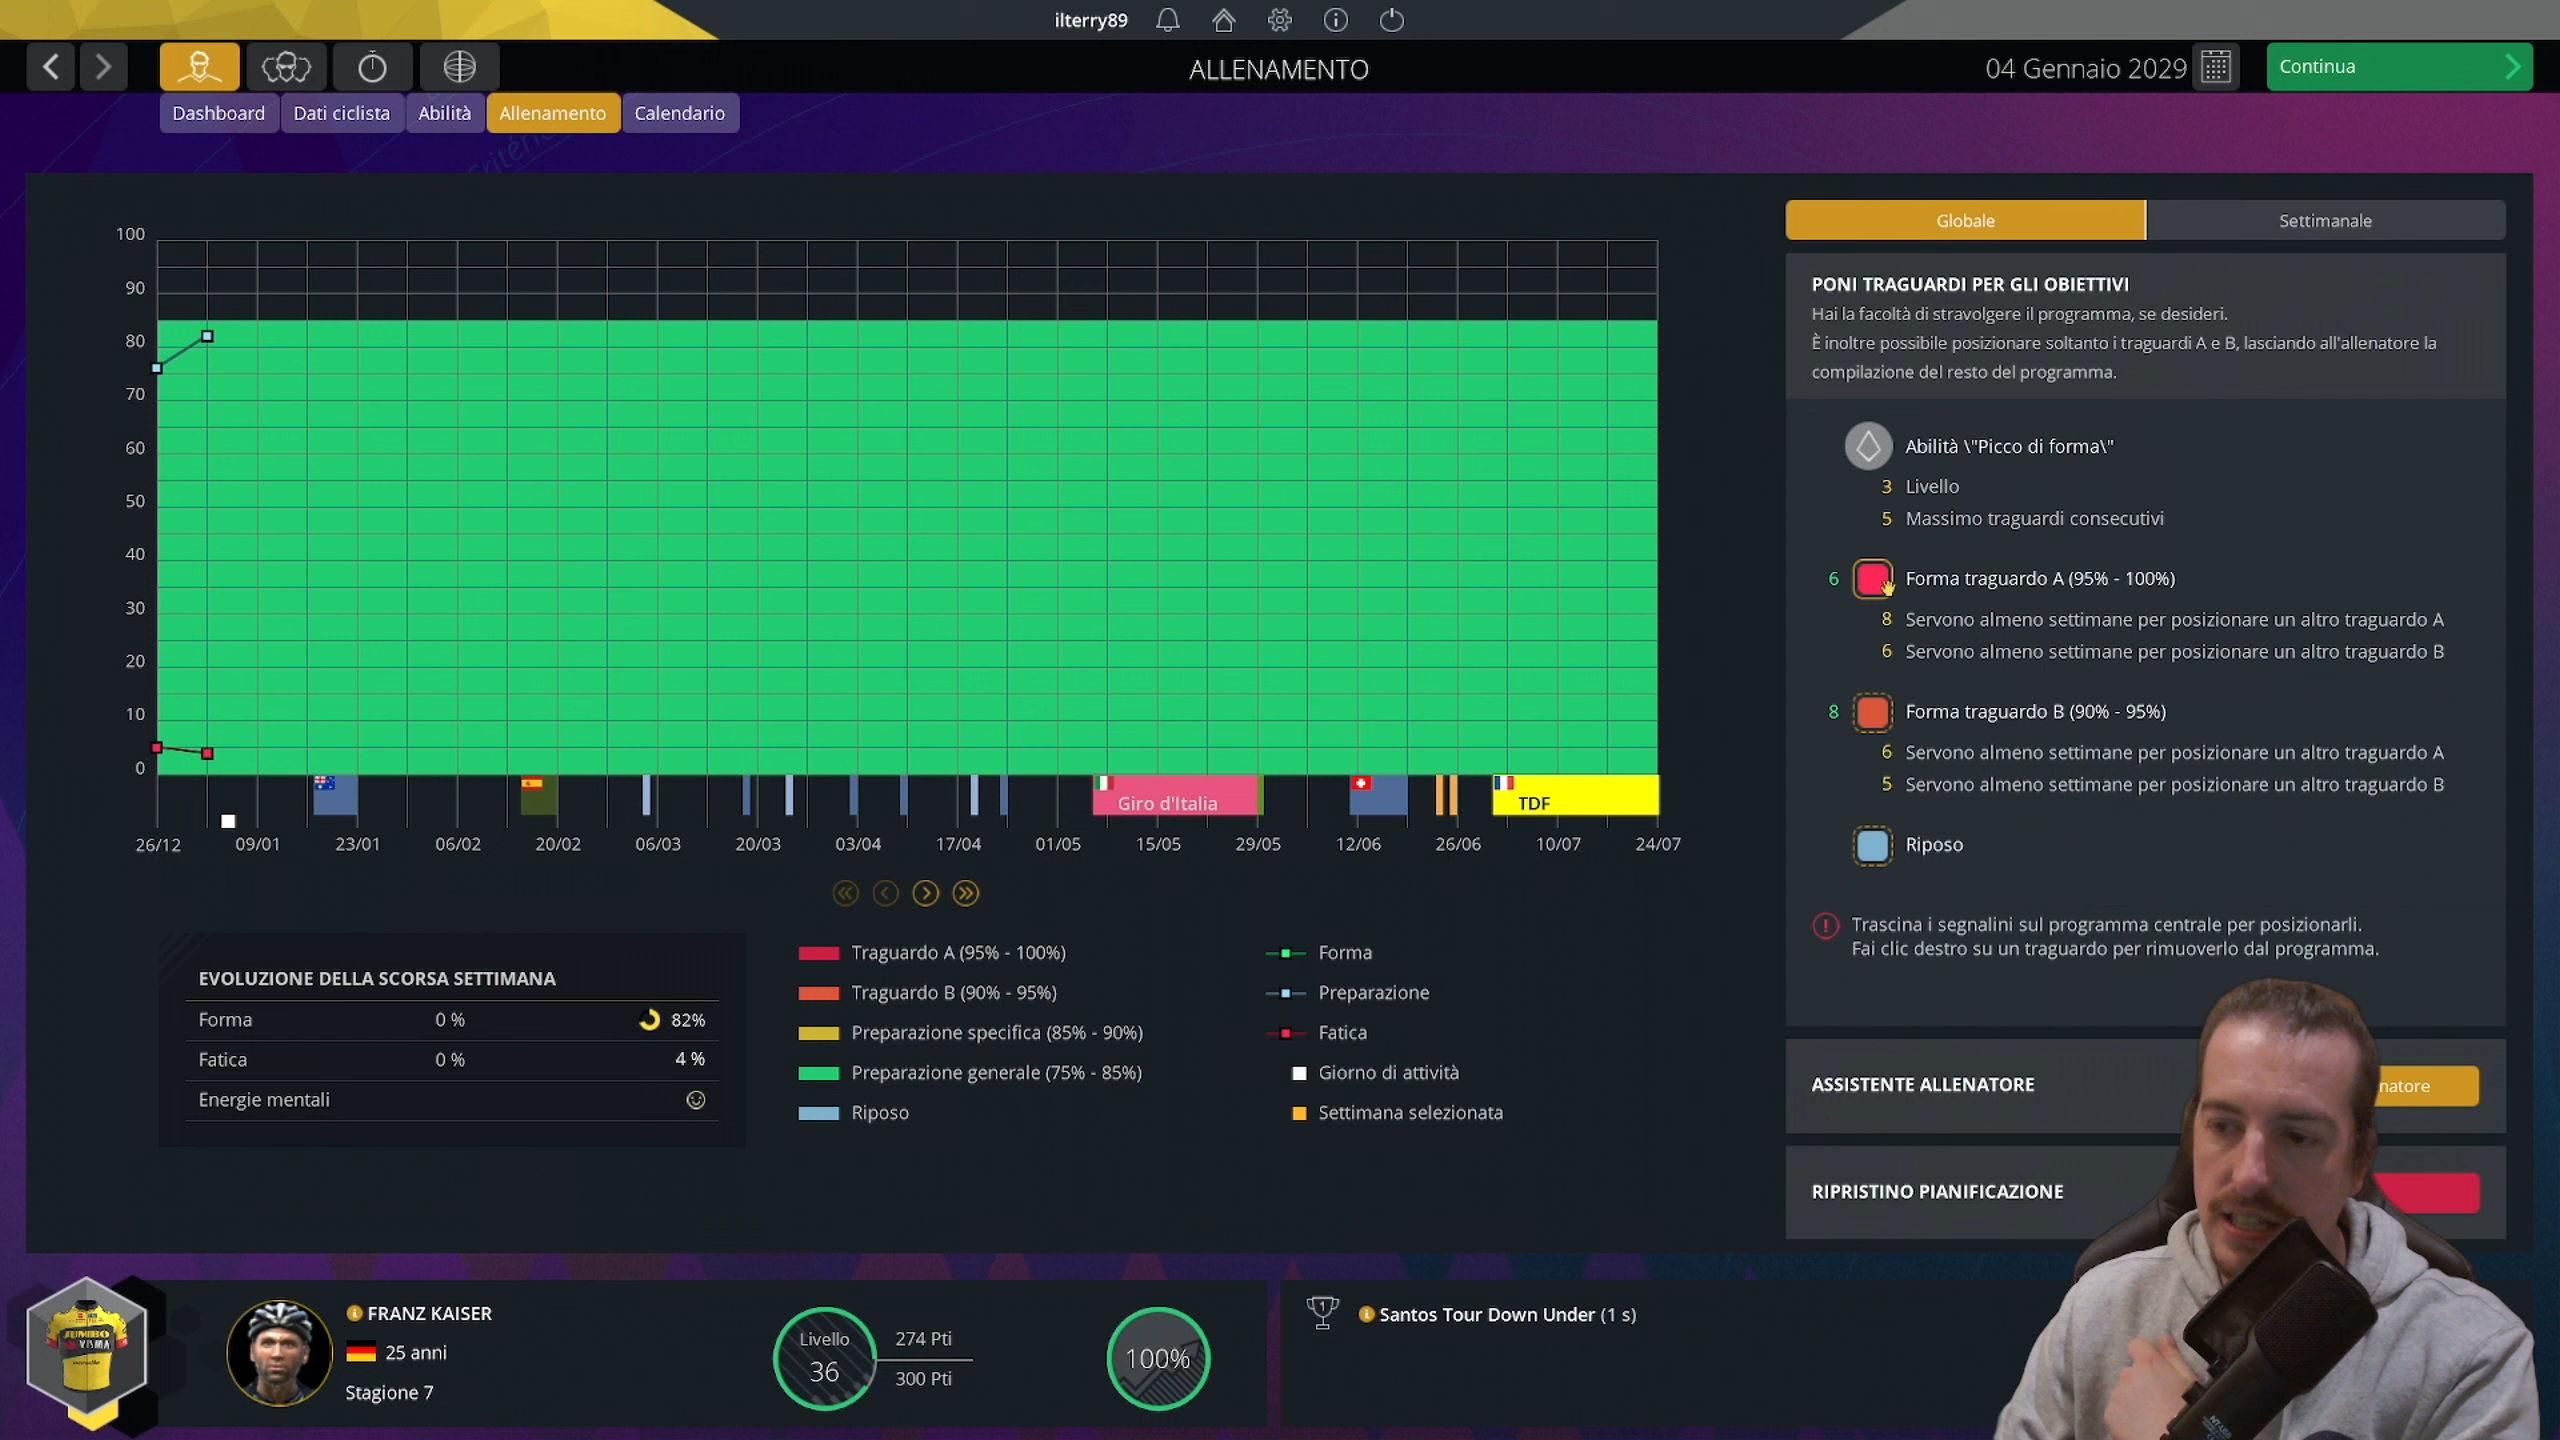 ilterry89
ALLENAMENTO
04 Gennaio 2029
Continua
Dashboard
Dati ciclista
Abilità
Allenamento
Calendario
Critéri
100
90
80
70
60
50
40
30
20
10
0
Giro d'Italia
TDF
26/12
09/01
23/01
06/02
20/02
06/03
20/03
03/04
17/04
01/05
15/05
29/05
12/06
26/06
10/07
24/07
Globale
Settimanale
PONI TRAGUARDI PER GLI OBIETTIVI
Hai la facoltà di stravolgere il programma, se desideri.
È inoltre possibile posizionare soltanto i traguardi A e B, lasciando all'allenatore la
compilazione del resto del programma.
Abilità \"Picco di forma\"
3 Livello
5 Massimo traguardi consecutivi
6 Forma traguardo A (95% - 100%)
8 Servono almeno settimane per posizionare un altro traguardo A
6 Servono almeno settimane per posizionare un altro traguardo B
8 Forma traguardo B (90% - 95%)
6 Servono almeno settimane per posizionare un altro traguardo A
5 Servono almeno settimane per posizionare un altro traguardo B
Riposo
Trascina i segnalini sul programma centrale per posizionarli.
Fai clic destro su un traguardo per rimuoverlo dal programma.
ASSISTENTE ALLENATORE
natore
RIPRISTINO PIANIFICAZIONE
EVOLUZIONE DELLA SCORSA SETTIMANA
Forma 0 % 82%
Fatica 0 % 4 %
Energie mentali
Traguardo A (95% - 100%)
Traguardo B (90% - 95%)
Preparazione specifica (85% - 90%)
Preparazione generale (75% - 85%)
Riposo
Forma
Preparazione
Fatica
Giorno di attività
Settimana selezionata
JUMBO
VISMA
FRANZ KAISER
25 anni
Stagione 7
Livello
36
274 Pti
300 Pti
100%
1
Santos Tour Down Under (1 s)